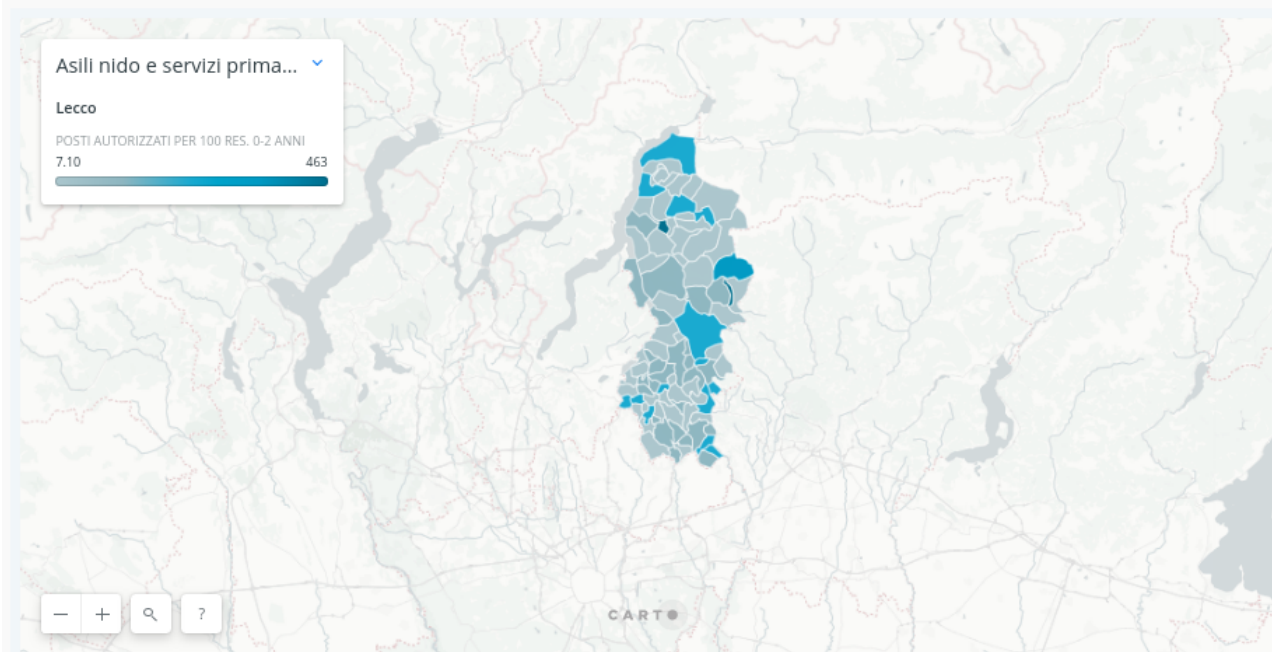 Asili nido e servizi prima...
Lecco
POSTI AUTORIZZATI PER 100 RES. 0-2 ANNI
7.10 463
?
CARTO